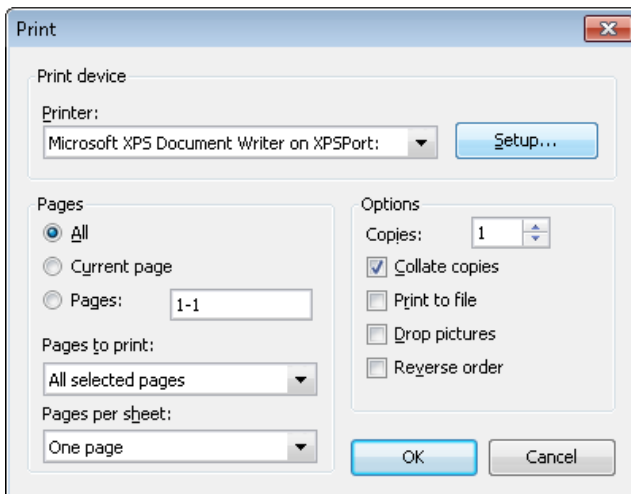 Print
Print device
Printer:
Microsoft XPS Document Writer on XPSPort:
Setup...
Pages
All
Current page
Pages: 1-1
Pages to print:
All selected pages
Pages per sheet:
One page
Options
Copies: 1
Collate copies
Print to file
Drop pictures
Reverse order
OK
Cancel